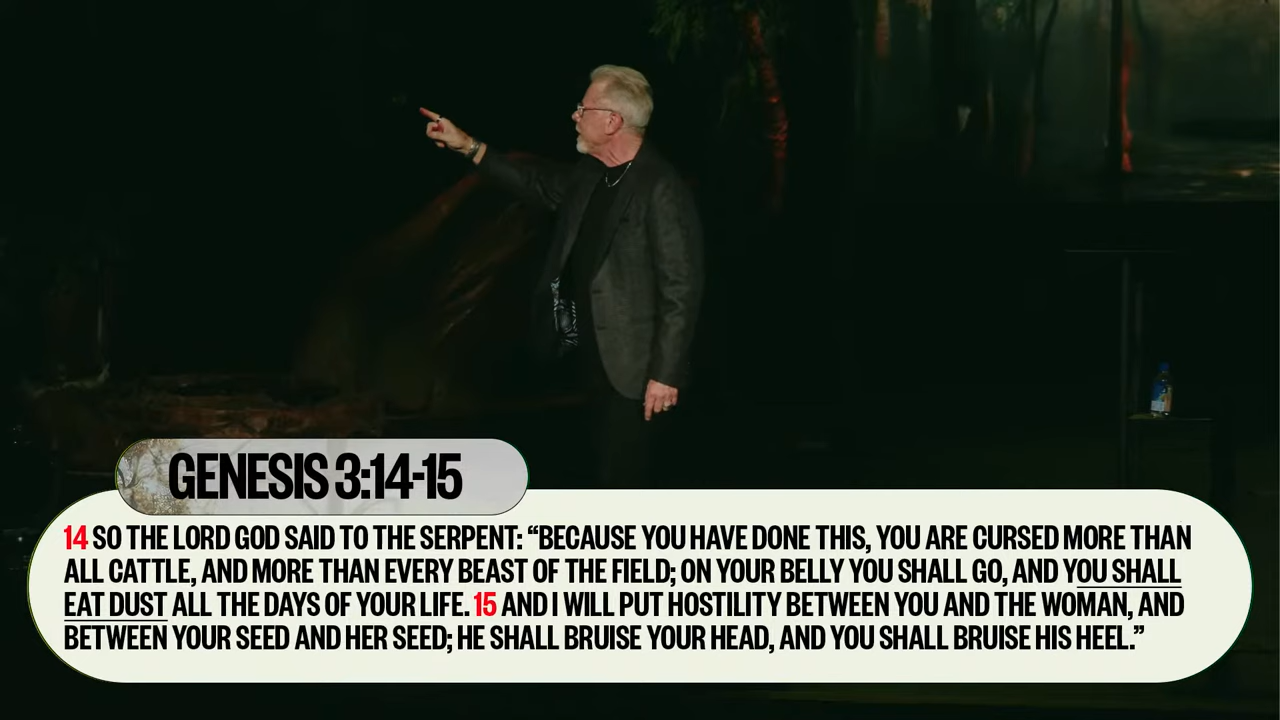 GENESIS 3:14-15
14 SO THE LORD GOD SAID TO THE SERPENT: “BECAUSE YOU HAVE DONE THIS, YOU ARE CURSED MORE THAN
ALL CATTLE, AND MORE THAN EVERY BEAST OF THE FIELD; ON YOUR BELLY YOU SHALL GO, AND YOU SHALL
EAT DUST ALL THE DAYS OF YOUR LIFE. 15 AND I WILL PUT HOSTILITY BETWEEN YOU AND THE WOMAN, AND
BETWEEN YOUR SEED AND HER SEED; HE SHALL BRUISE YOUR HEAD, AND YOU SHALL BRUISE HIS HEEL.”